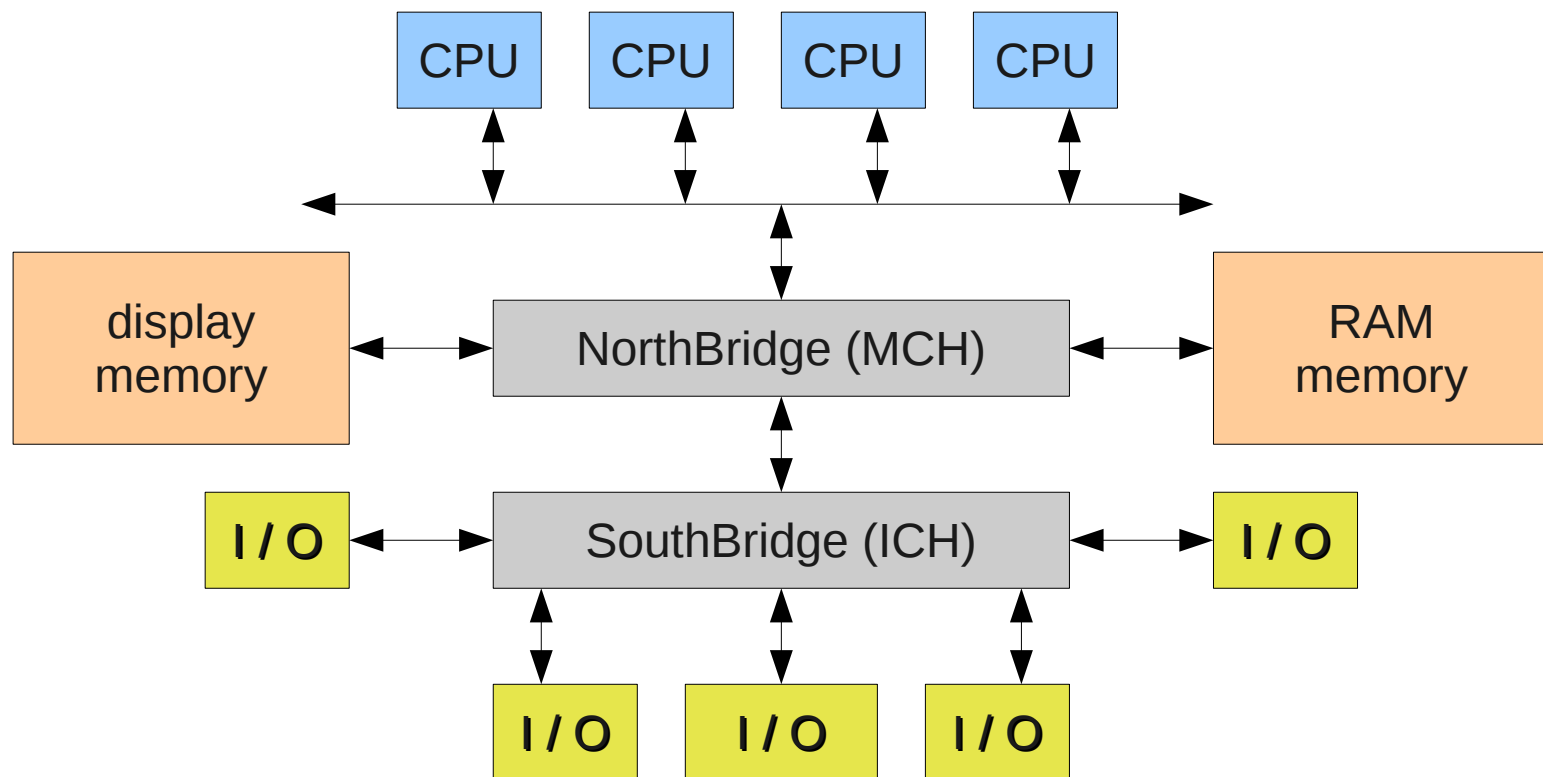 CPU
CPU
CPU
CPU
display
memory
NorthBridge (MCH)
RAM
memory
I / O
SouthBridge (ICH)
I / O
I / O
I / O
I / O